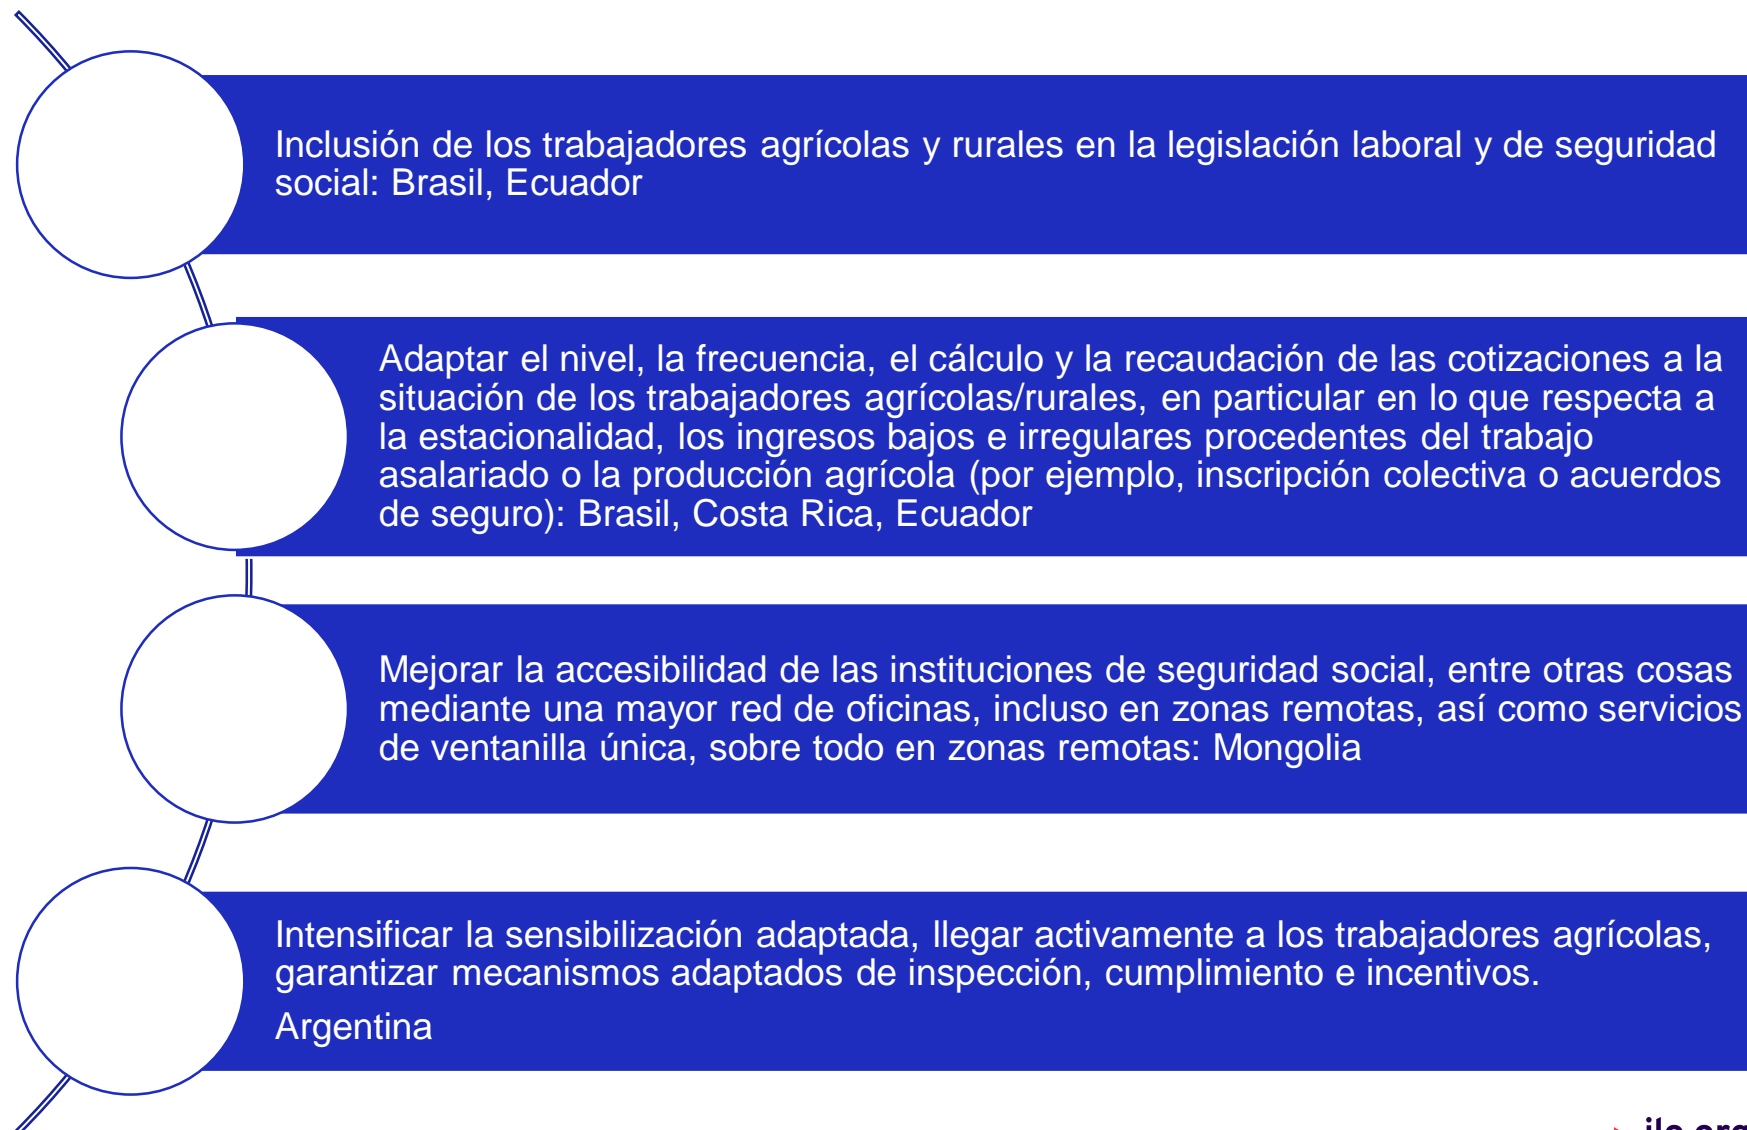 Inclusión de los trabajadores agrícolas y rurales en la legislación laboral y de seguridad
social: Brasil, Ecuador
Adaptar el nivel, la frecuencia, el cálculo y la recaudación de las cotizaciones a la
situación de los trabajadores agrícolas/rurales, en particular en lo que respecta a
la estacionalidad, los ingresos bajos e irregulares procedentes del trabajo
asalariado o la producción agrícola (por ejemplo, inscripción colectiva o acuerdos
de seguro): Brasil, Costa Rica, Ecuador
Mejorar la accesibilidad de las instituciones de seguridad social, entre otras cosas
mediante una mayor red de oficinas, incluso en zonas remotas, así como servicios
de ventanilla única, sobre todo en zonas remotas: Mongolia
Intensificar la sensibilización adaptada, llegar activamente a los trabajadores agrícolas,
garantizar mecanismos adaptados de inspección, cumplimiento e incentivos.
Argentina